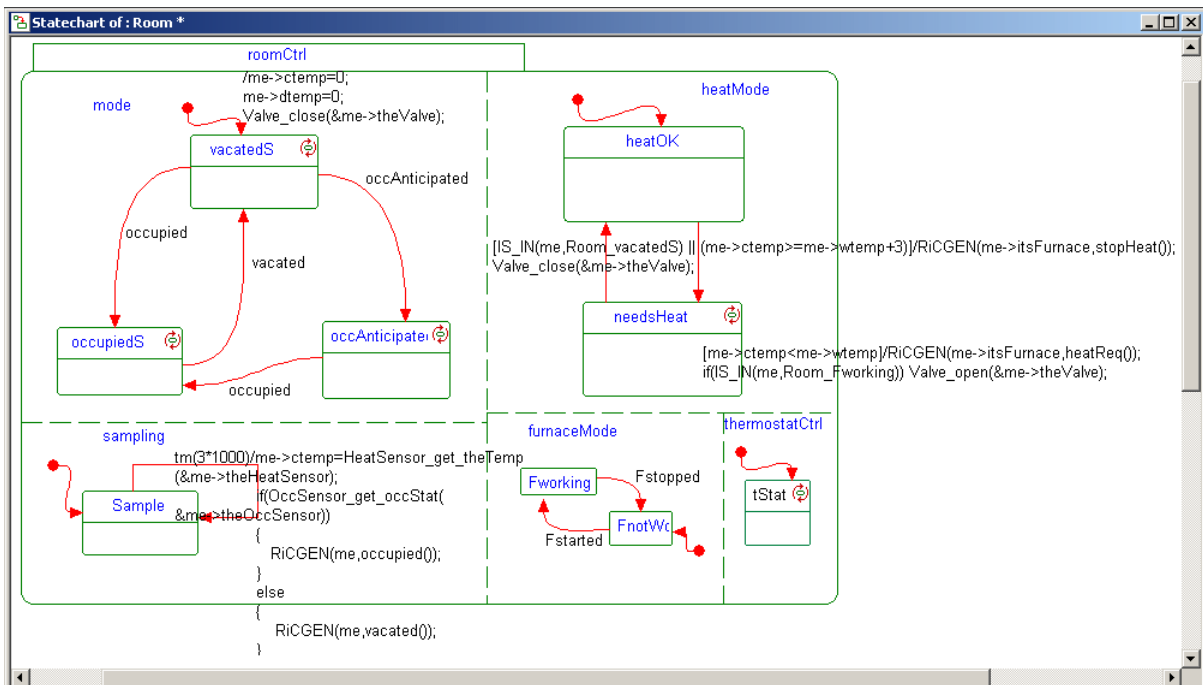 Statechart of : Room *
roomCtrl
/me->ctemp=0;
me->dtemp=0;
Valve_close(&me->theValve);
mode
vacatedS
occAnticipated
occupied
vacated
occupiedS
occAnticipate
occupied
heatMode
heatOK
[IS_IN(me,Room_vacatedS) || (me->ctemp>=me->wtemp+3)]/RiCGEN(me->itsFurnace,stopHeat());
Valve_close(&me->theValve);
needsHeat
[me->ctemp<me->wtemp]/RiCGEN(me->itsFurnace,heatReq());
if(IS_IN(me,Room_Fworking)) Valve_open(&me->theValve);
sampling
tm(3*1000)/me->ctemp=HeatSensor_get_theTemp
(&me->theHeatSensor);
if(OccSensor_get_occStat(
&me->theOccSensor))
{
RiCGEN(me,occupied());
}
else
{
RiCGEN(me,vacated());
}
Sample
furnaceMode
Fworking
Fstopped
FnotWo
Fstarted
thermostatCtrl
tStat